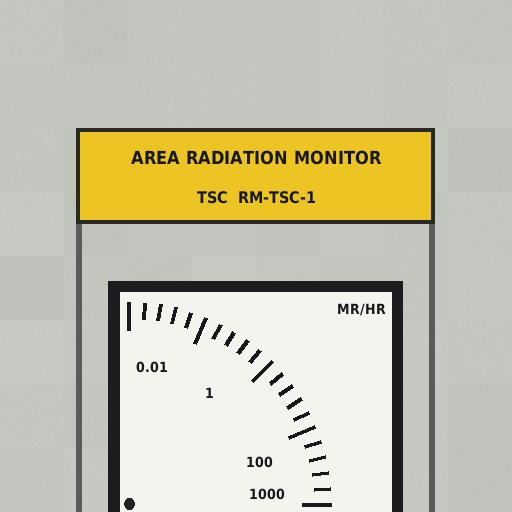 AREA RADIATION MONITOR
TSC RM-TSC-1
MR/HR
0.01
1
100
1000